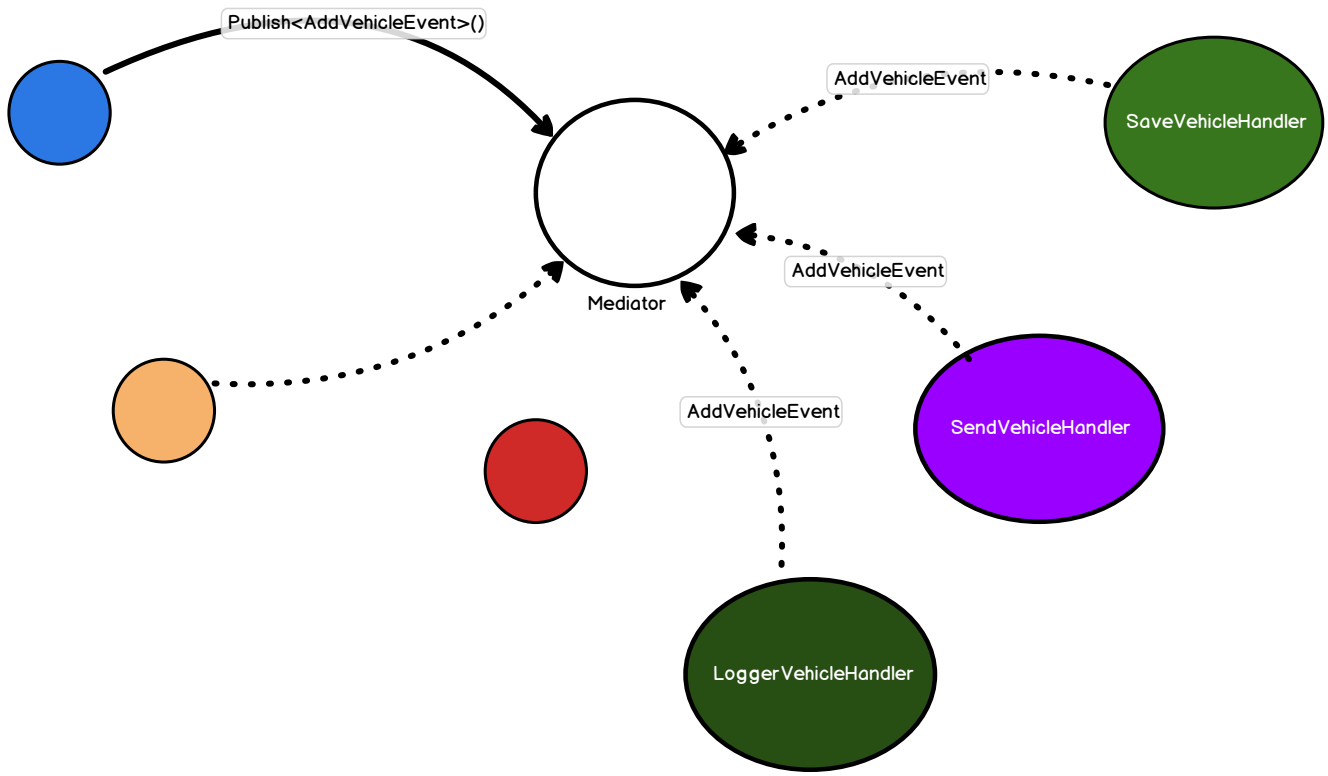 Publish<AddVehicleEvent>()
AddVehicleEvent
SaveVehicleHandler
AddVehicleEvent
Mediator
AddVehicleEvent
SendVehicleHandler
LoggerVehicleHandler